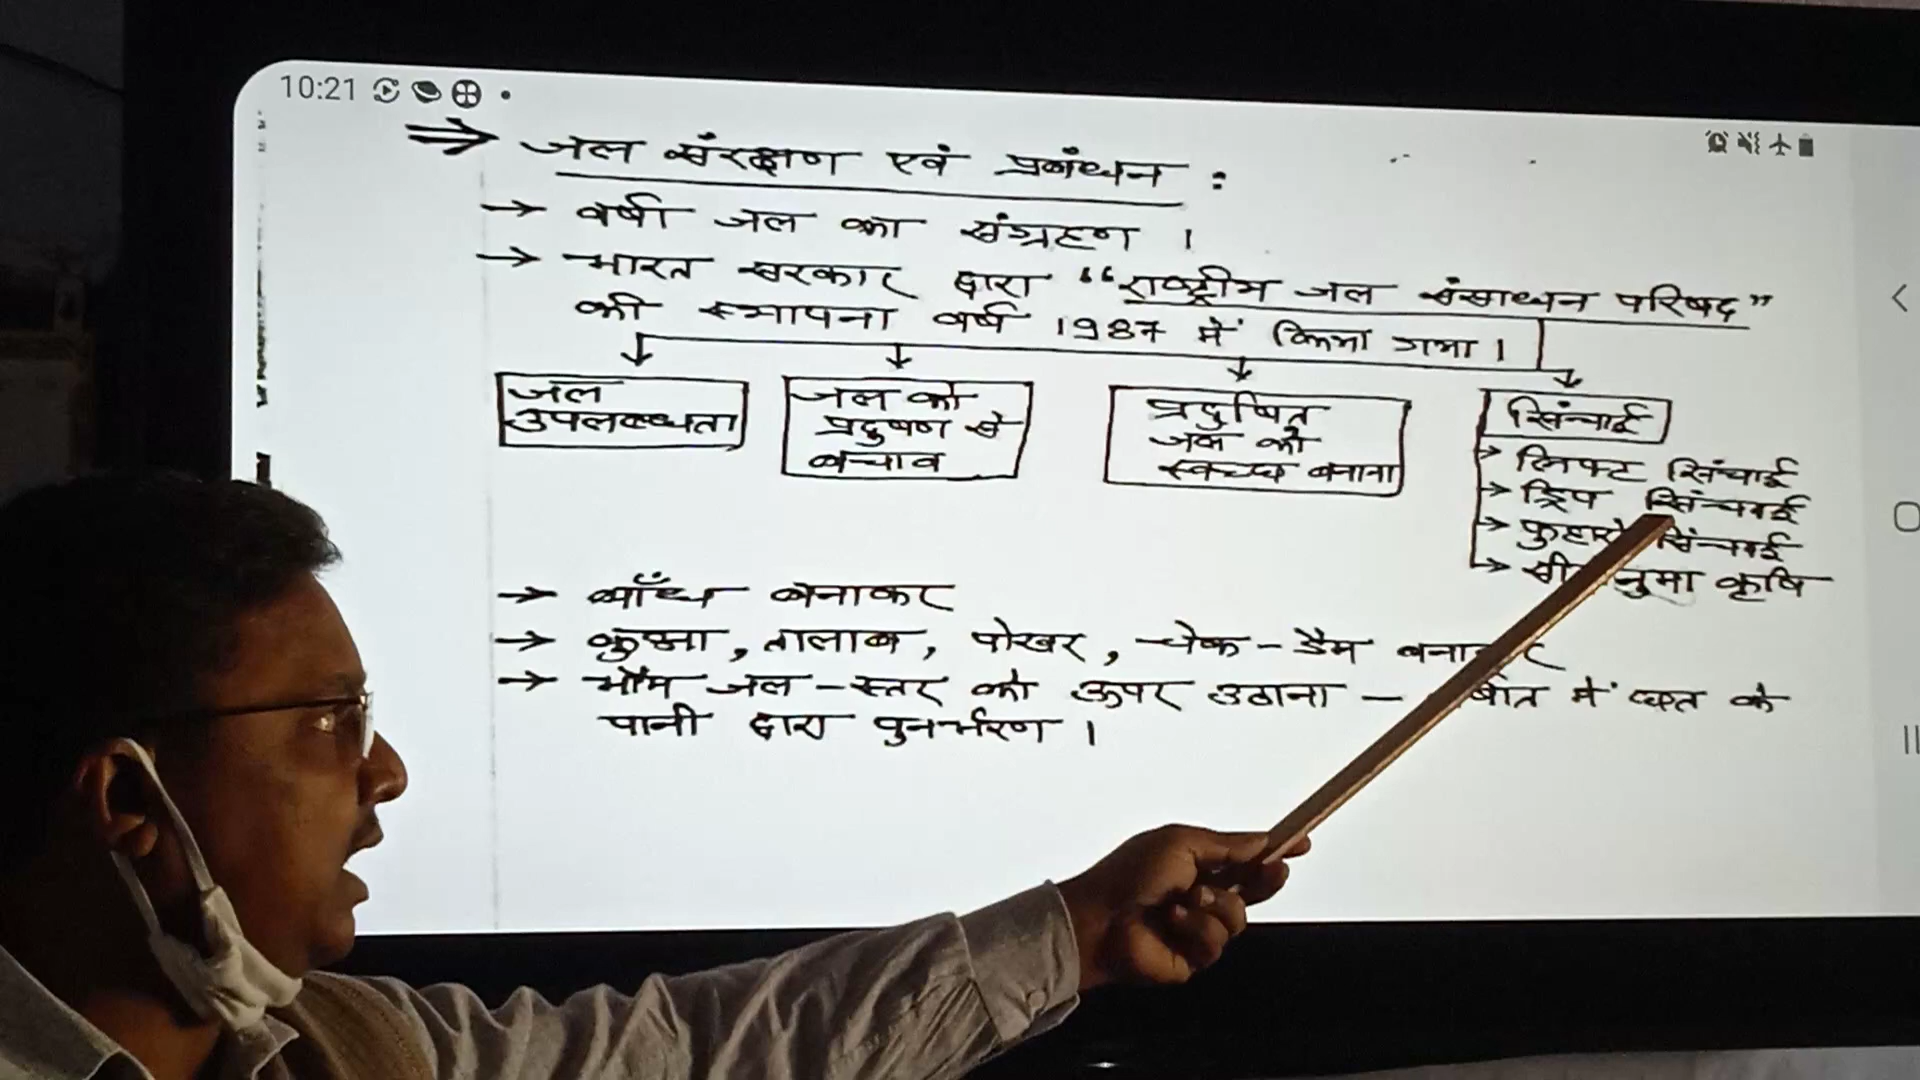 10:21
⇒ जल संरक्षण एवं प्रबंधन :
→ वर्षा जल का संग्रहण ।
→ भारत सरकार द्वारा “राष्ट्रीय जल संसाधन परिषद”
की स्थापना वर्ष 1987 में किया गया ।
जल
उपलब्धता
जल को
प्रदुषण से
बचाव
प्रदुषित
जल को
स्वच्छ बनाना
सिंचाई
→ लिफ्ट सिंचाई
→ ड्रिप सिंचाई
→ फुहारे सिंचाई
→ नुमा कृषि
→ बाँध बनाकर
→ कुआ, तालाब, पोखर, चेक-डैम बनाकर
→ भौम जल-स्तर को ऊपर उठाना – में छत के
पानी द्वारा पुनर्भरण ।